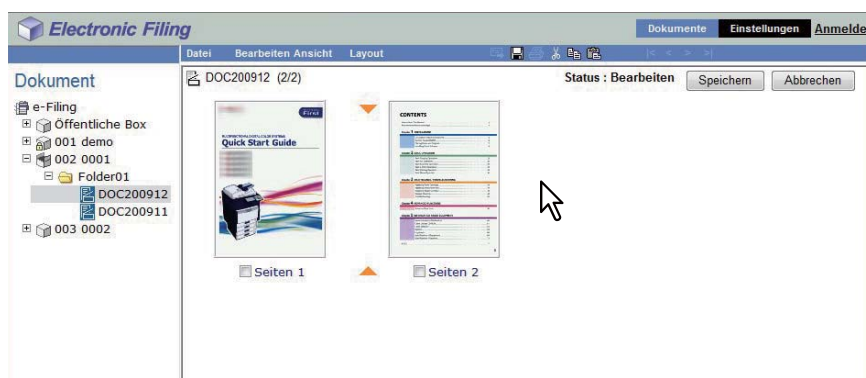 Electronic Filing
Dokumente Einstellungen Anmelde
Datei Bearbeiten Ansicht Layout
Dokument
DOC200912 (2/2) Status : Bearbeiten Speichern Abbrechen
e-Filing
Öffentliche Box
001 demo
002 0001
Folder01
DOC200912
DOC200911
003 0002
Quick Start Guide
CONTENTS
Seiten 1 Seiten 2